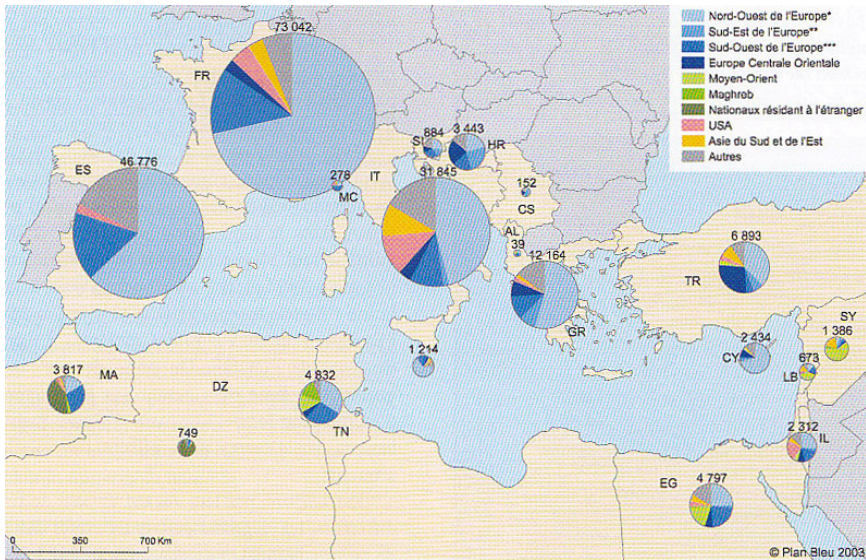 Nord-Ouest de l'Europe*
Sud-Est de l'Europe**
Sud-Ouest de l'Europe***
Europe Centrale Orientale
Moyen-Orient
Maghreb
Nationaux résidant à l'étranger
USA
Asie du Sud et de l'Est
Autres
73 042
FR
884
SI
3 443
HR
ES
46 776
278
MC
IT
31 845
152
CS
AL
39
12 164
GR
6 893
TR
SY
1 386
2 434
CY
673
LB
1 214
3 817
MA
DZ
4 832
TN
749
2 312
IL
4 797
EG
0 350 700 Km
© Plan Bleu 2003